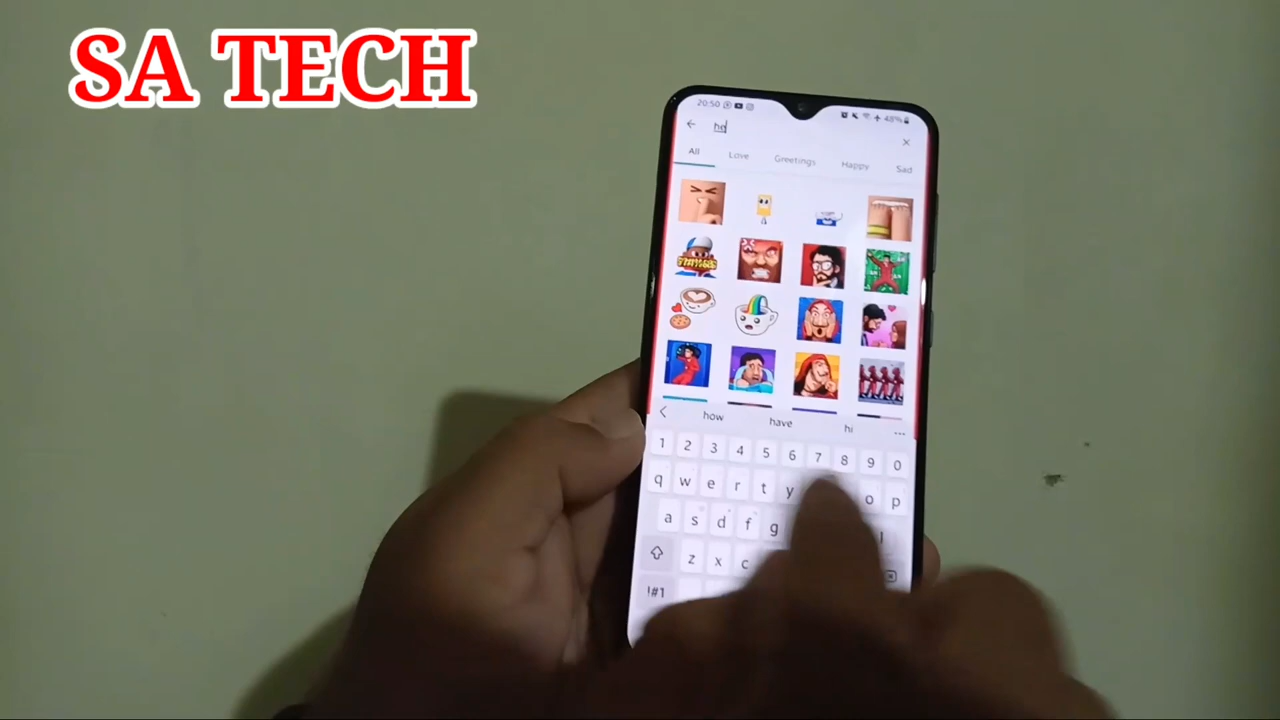 SA TECH
20:50
48%
he
All Love Greetings Happy Sad
how have hi ...
1 2 3 4 5 6 7 8 9 0
q w e r t y o p
a s d f g l
z x c
!#1